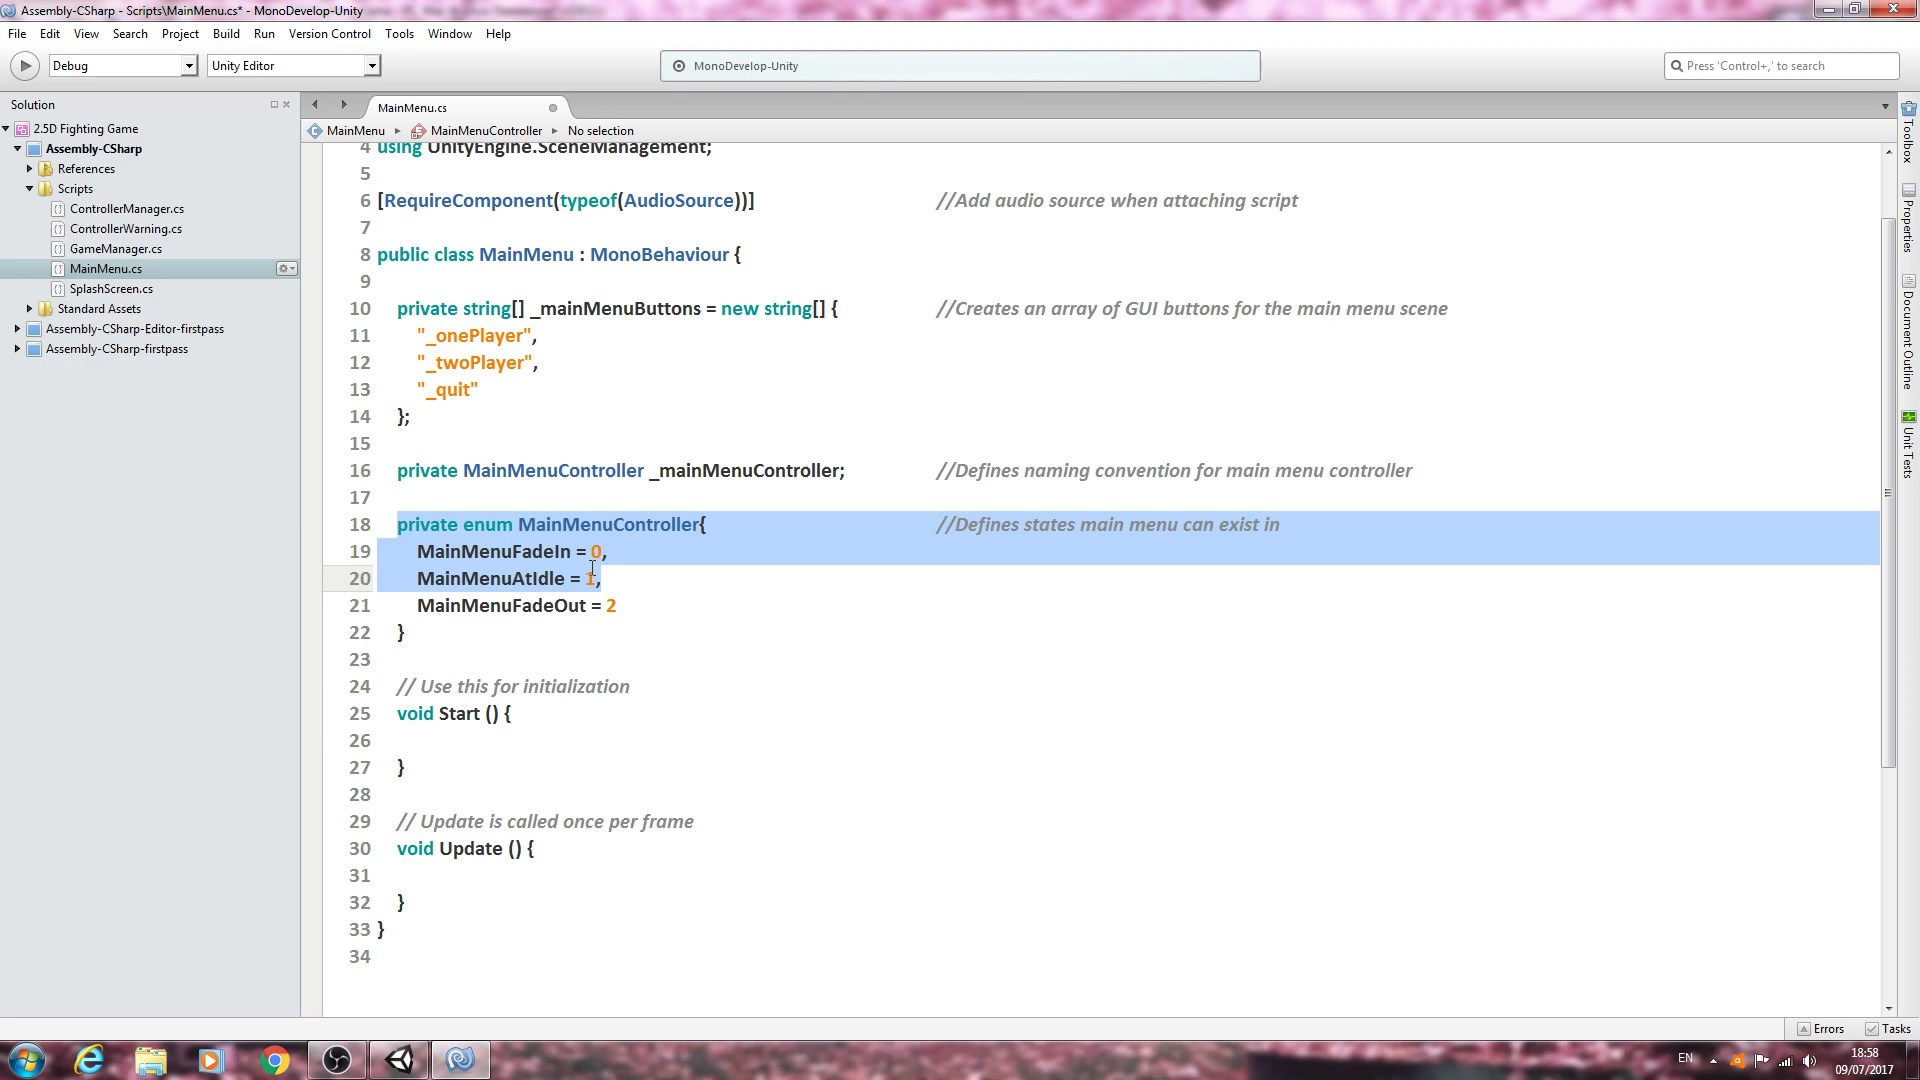 Assembly-CSharp - Scripts\MainMenu.cs* - MonoDevelop-Unity
File Edit View Search Project Build Run Version Control Tools Window Help
Debug Unity Editor MonoDevelop-Unity Press 'Control+,' to search
Solution
2.5D Fighting Game
Assembly-CSharp
References
Scripts
ControllerManager.cs
ControllerWarning.cs
GameManager.cs
MainMenu.cs
SplashScreen.cs
Standard Assets
Assembly-CSharp-Editor-firstpass
Assembly-CSharp-firstpass
MainMenu.cs
MainMenu MainMenuController No selection
4 using UnityEngine.SceneManagement;
5
6 [RequireComponent(typeof(AudioSource))] //Add audio source when attaching script
7
8 public class MainMenu : MonoBehaviour {
9
10 private string[] _mainMenuButtons = new string[] { //Creates an array of GUI buttons for the main menu scene
11 "_onePlayer",
12 "_twoPlayer",
13 "_quit"
14 };
15
16 private MainMenuController _mainMenuController; //Defines naming convention for main menu controller
17
18 private enum MainMenuController{ //Defines states main menu can exist in
19 MainMenuFadeIn = 0,
20 MainMenuAtIdle = 1,
21 MainMenuFadeOut = 2
22 }
23
24 // Use this for initialization
25 void Start () {
26
27 }
28
29 // Update is called once per frame
30 void Update () {
31
32 }
33 }
34
Toolbox
Properties
Document Outline
Unit Tests
Errors Tasks
EN 18:58
09/07/2017